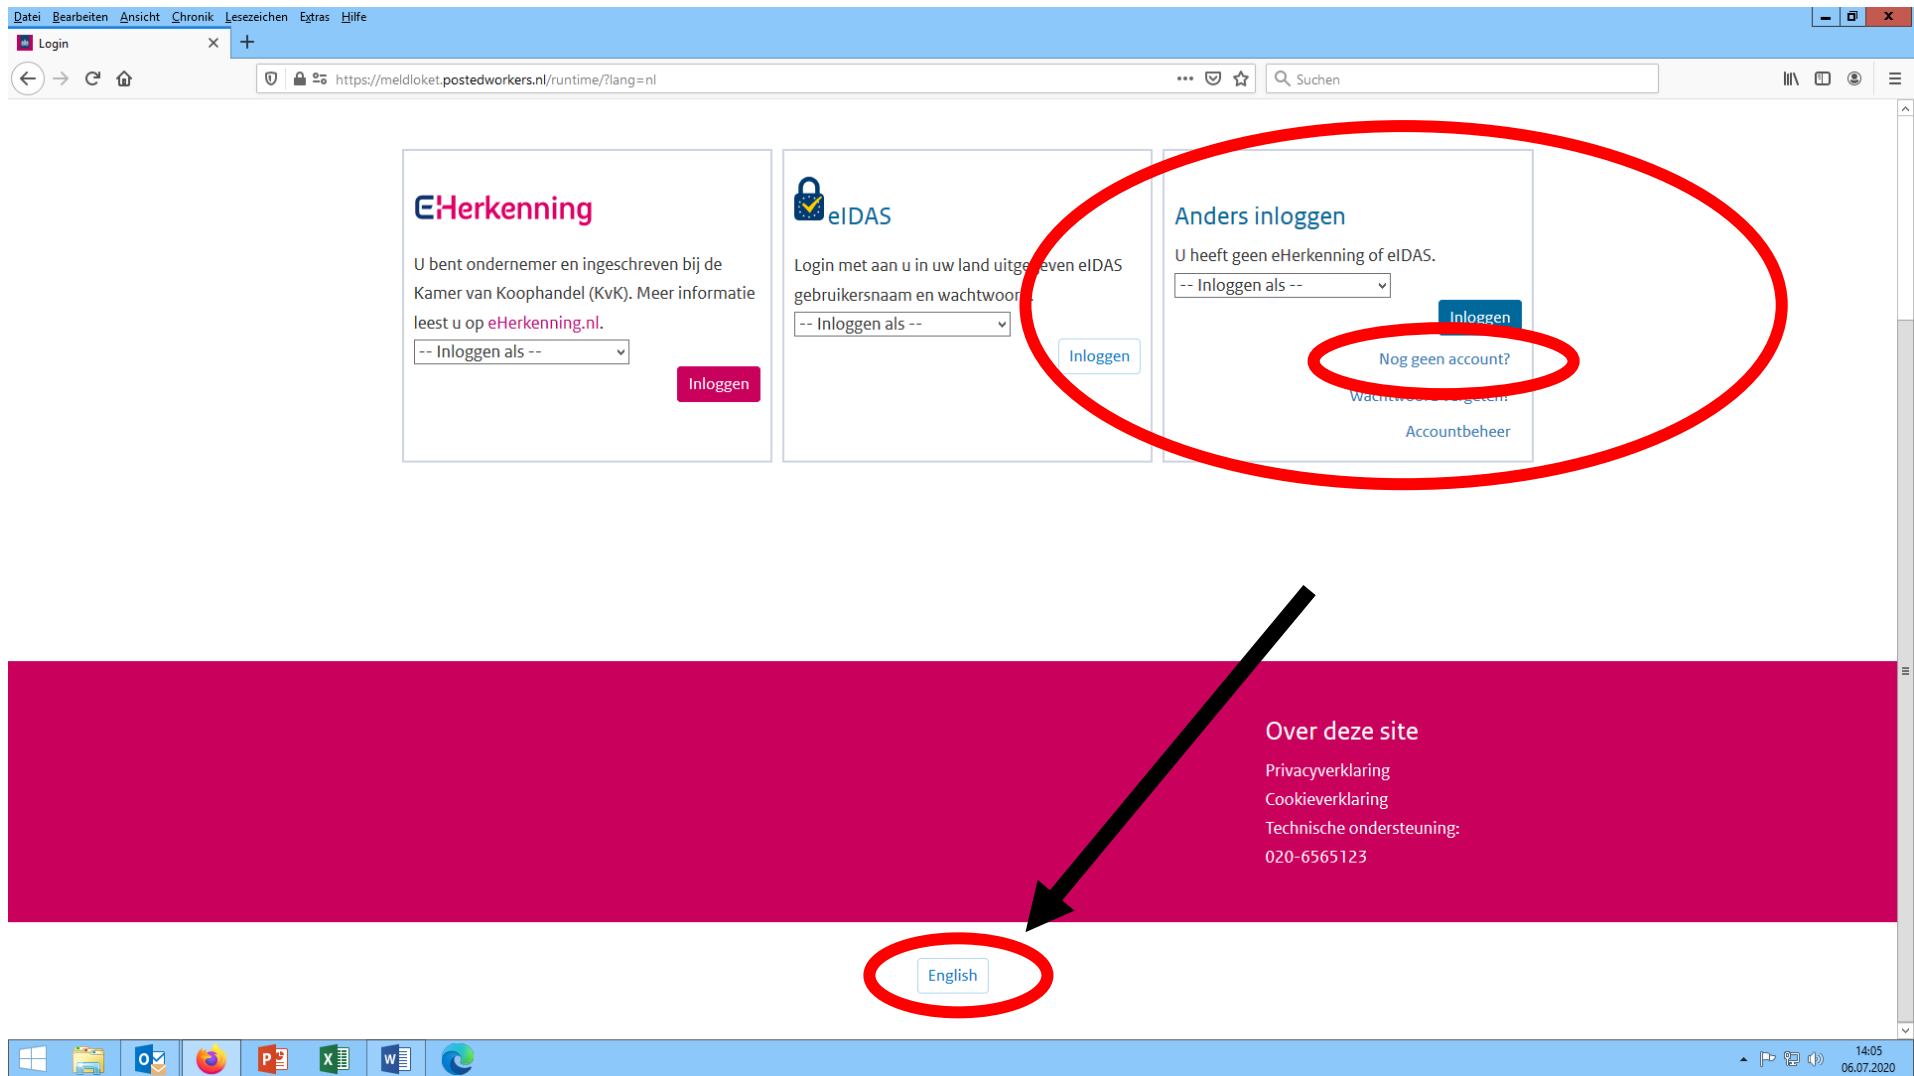 Datei Bearbeiten Ansicht Chronik Lesezeichen Extras Hilfe
Login
https://meldloket.postedworkers.nl/runtime/?lang=nl
Suchen
eHerkenning
U bent ondernemer en ingeschreven bij de
Kamer van Koophandel (KvK). Meer informatie
leest u op eHerkenning.nl.
-- Inloggen als --
Inloggen
eIDAS
Login met aan u in uw land uitgegeven eIDAS
gebruikersnaam en wachtwoord.
-- Inloggen als --
Inloggen
Anders inloggen
U heeft geen eHerkenning of eIDAS.
-- Inloggen als --
Inloggen
Nog geen account?
Wachtwoord vergeten?
Accountbeheer
Over deze site
Privacyverklaring
Cookieverklaring
Technische ondersteuning:
020-6565123
English
14:05
06.07.2020